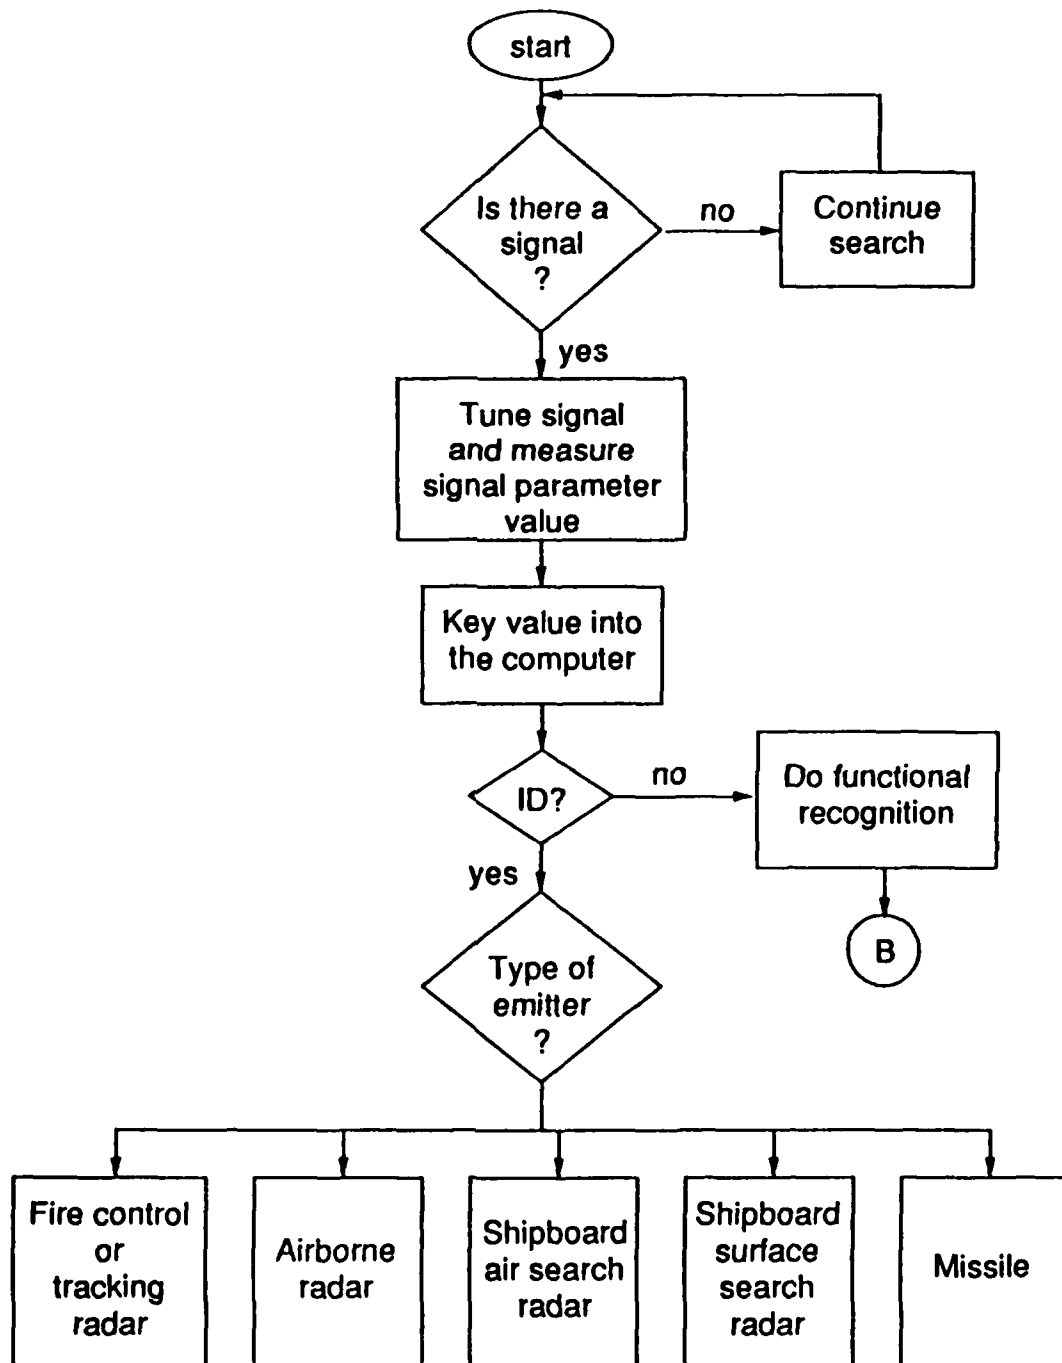 start
Is there a
signal
?
no
Continue
search
yes
Tune signal
and measure
signal parameter
value
Key value into
the computer
ID?
no
Do functional
recognition
yes
B
Type of
emitter
?
Fire control
or
tracking
radar
Airborne
radar
Shipboard
air search
radar
Shipboard
surface
search
radar
Missile